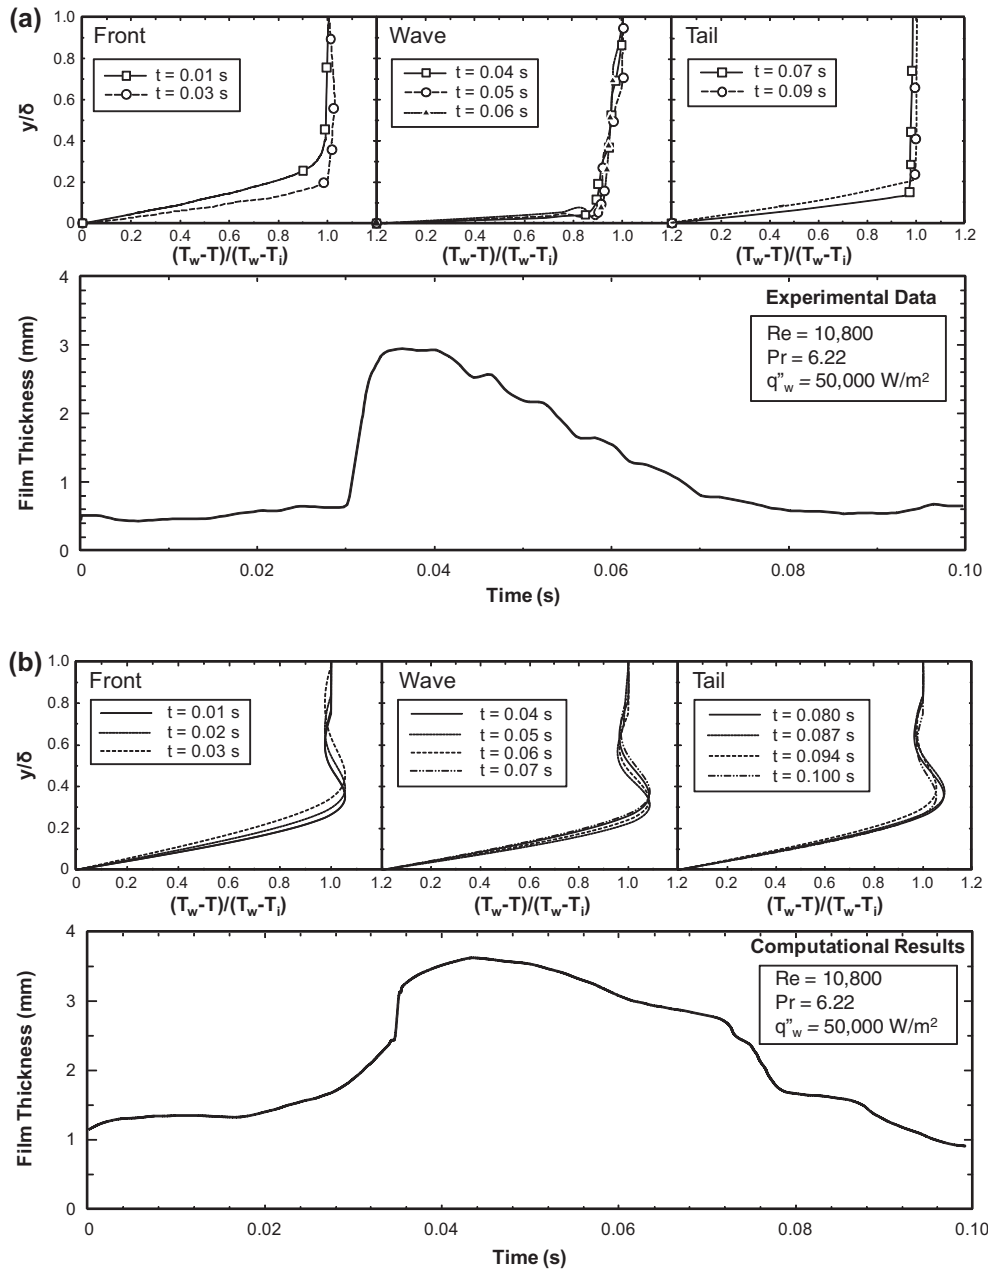 (a)
1.0
0.8
0.6
0.4
0.2
0
y/δ
Front
t = 0.01 s
t = 0.03 s
Wave
t = 0.04 s
t = 0.05 s
t = 0.06 s
Tail
t = 0.07 s
t = 0.09 s
0 0.2 0.4 0.6 0.8 1.0 1.2 0.2 0.4 0.6 0.8 1.0 1.2 0.2 0.4 0.6 0.8 1.0 1.2
(Tw-T)/(Tw-Ti) (Tw-T)/(Tw-Ti) (Tw-T)/(Tw-Ti)
4
3
2
1
0
Film Thickness (mm)
Experimental Data
Re = 10,800
Pr = 6.22
q"w = 50,000 W/m²
0 0.02 0.04 0.06 0.08 0.10
Time (s)
(b)
1.0
0.8
0.6
0.4
0.2
0
y/δ
Front
t = 0.01 s
t = 0.02 s
t = 0.03 s
Wave
t = 0.04 s
t = 0.05 s
t = 0.06 s
t = 0.07 s
Tail
t = 0.080 s
t = 0.087 s
t = 0.094 s
t = 0.100 s
0 0.2 0.4 0.6 0.8 1.0 1.2 0.2 0.4 0.6 0.8 1.0 1.2 0.2 0.4 0.6 0.8 1.0 1.2
(Tw-T)/(Tw-Ti) (Tw-T)/(Tw-Ti) (Tw-T)/(Tw-Ti)
4
3
2
1
0
Film Thickness (mm)
Computational Results
Re = 10,800
Pr = 6.22
q"w = 50,000 W/m²
0 0.02 0.04 0.06 0.08 0.10
Time (s)